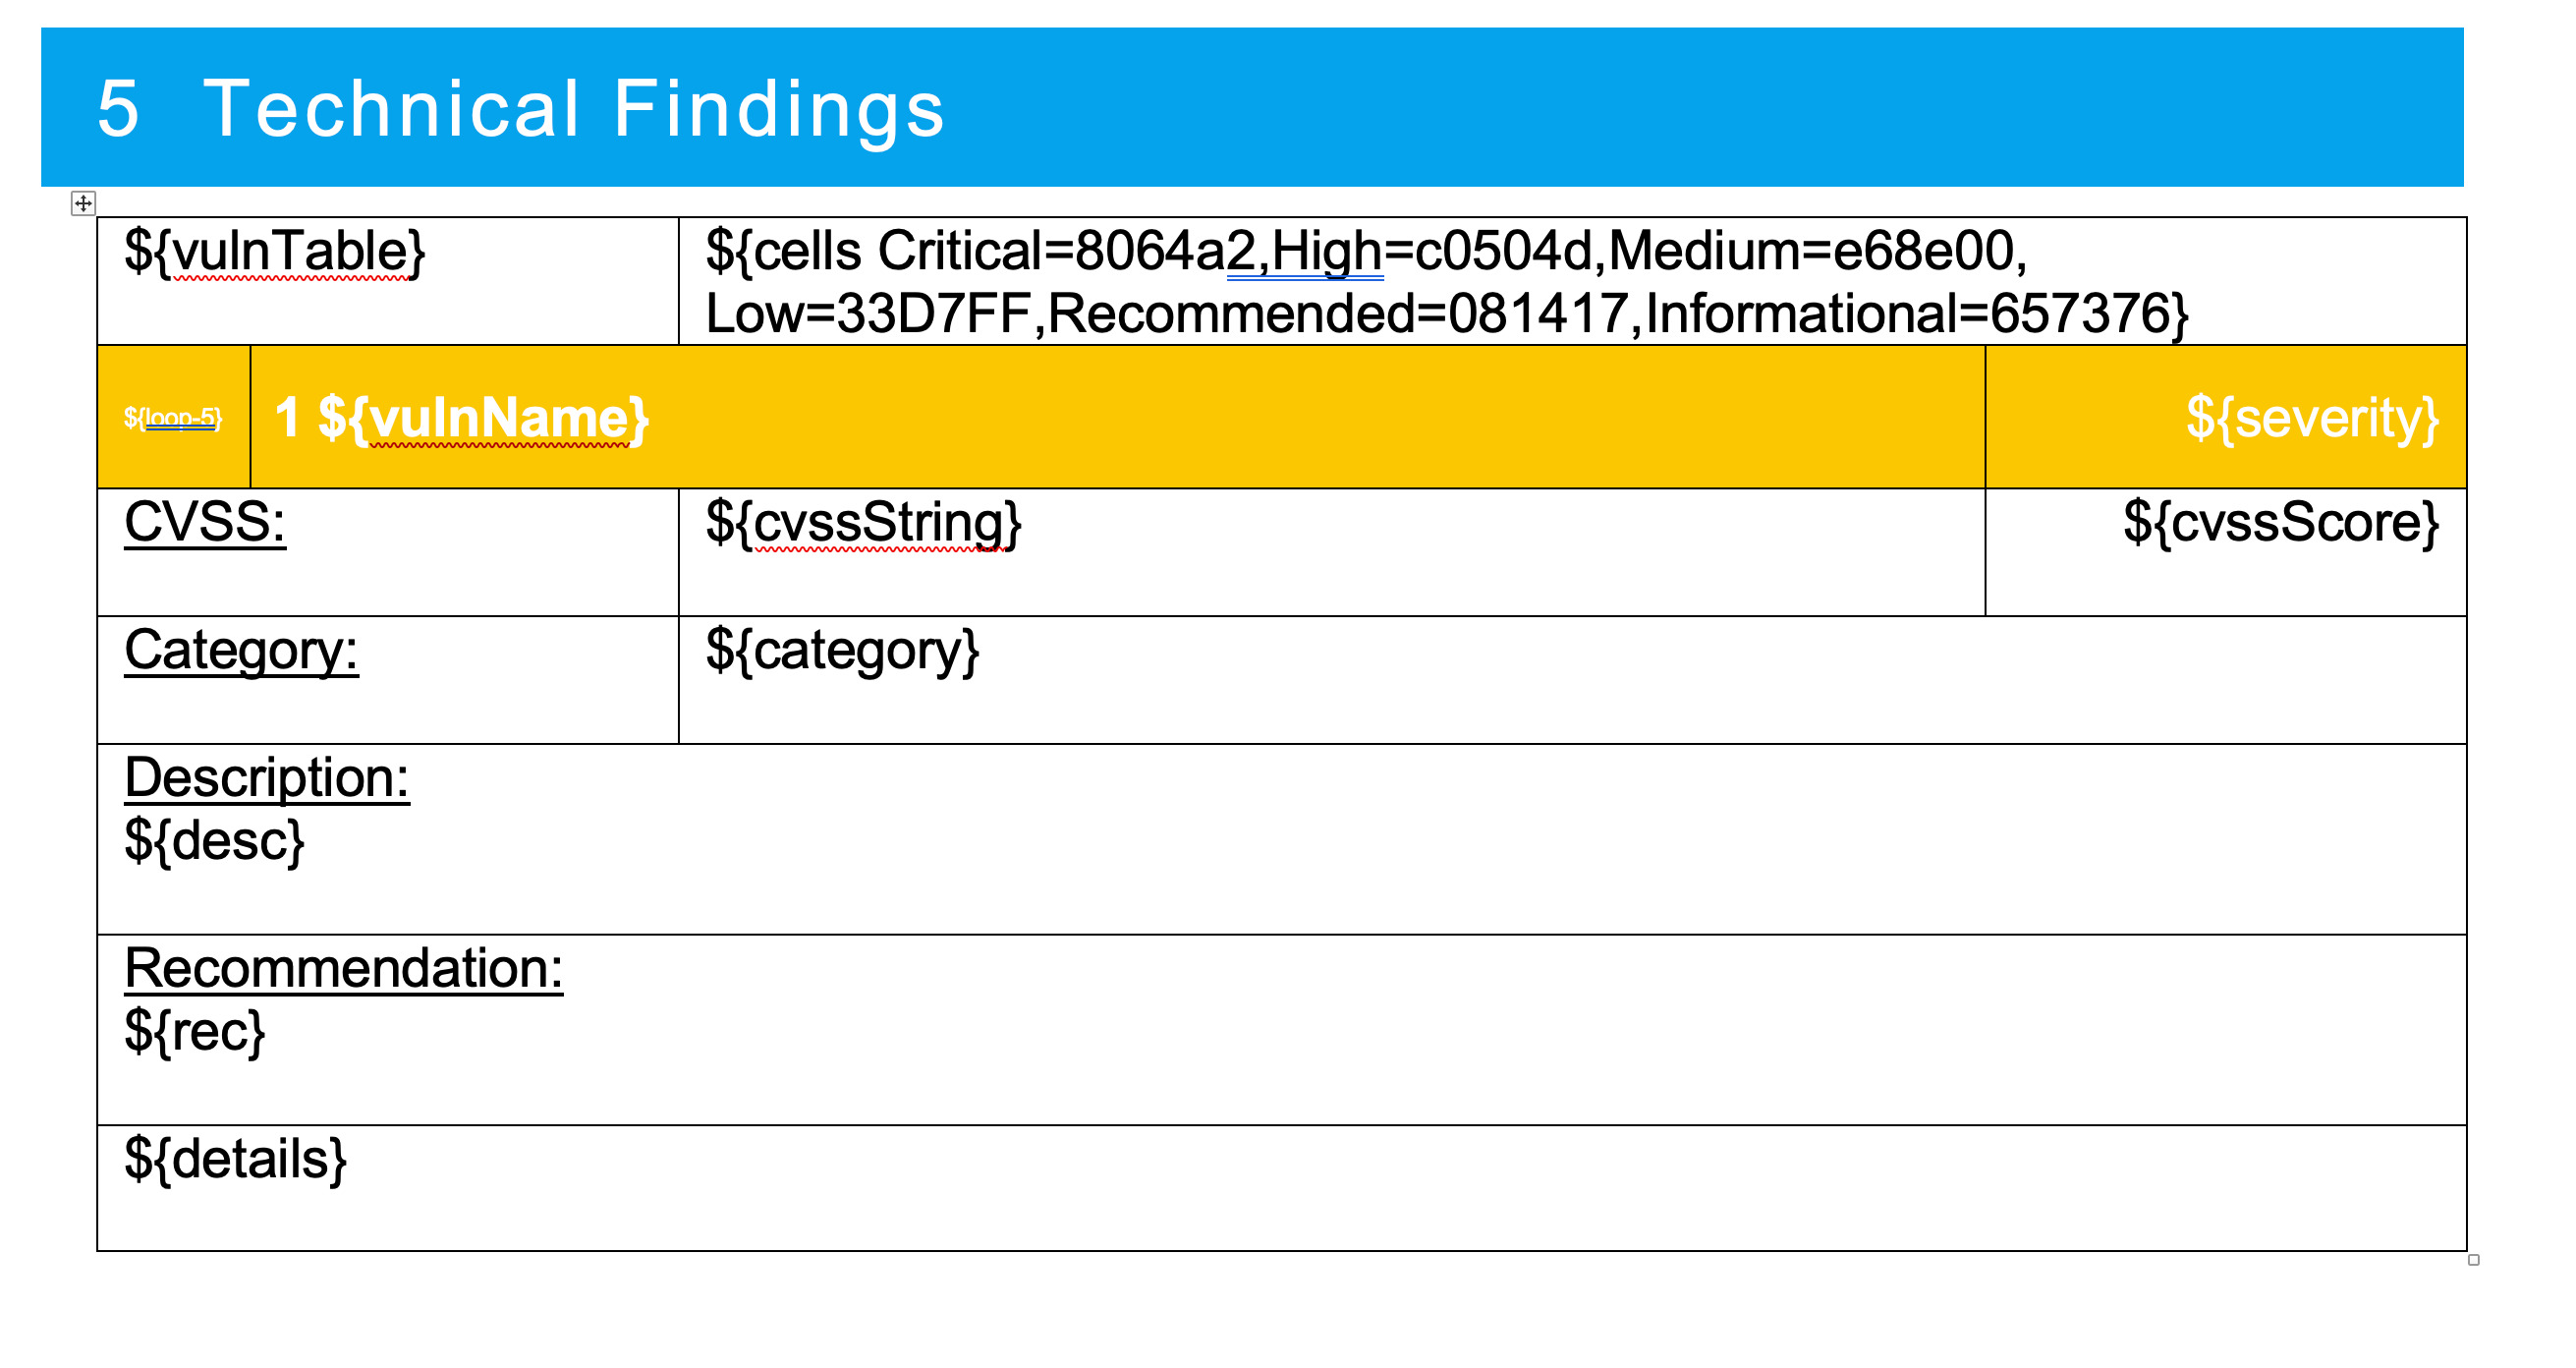 5 Technical Findings
${vulnTable}
${cells Critical=8064a2,High=c0504d,Medium=e68e00,
Low=33D7FF,Recommended=081417,Informational=657376}
${loop-5}
1 ${vulnName}
${severity}
CVSS:
${cvssString}
${cvssScore}
Category:
${category}
Description:
${desc}
Recommendation:
${rec}
${details}